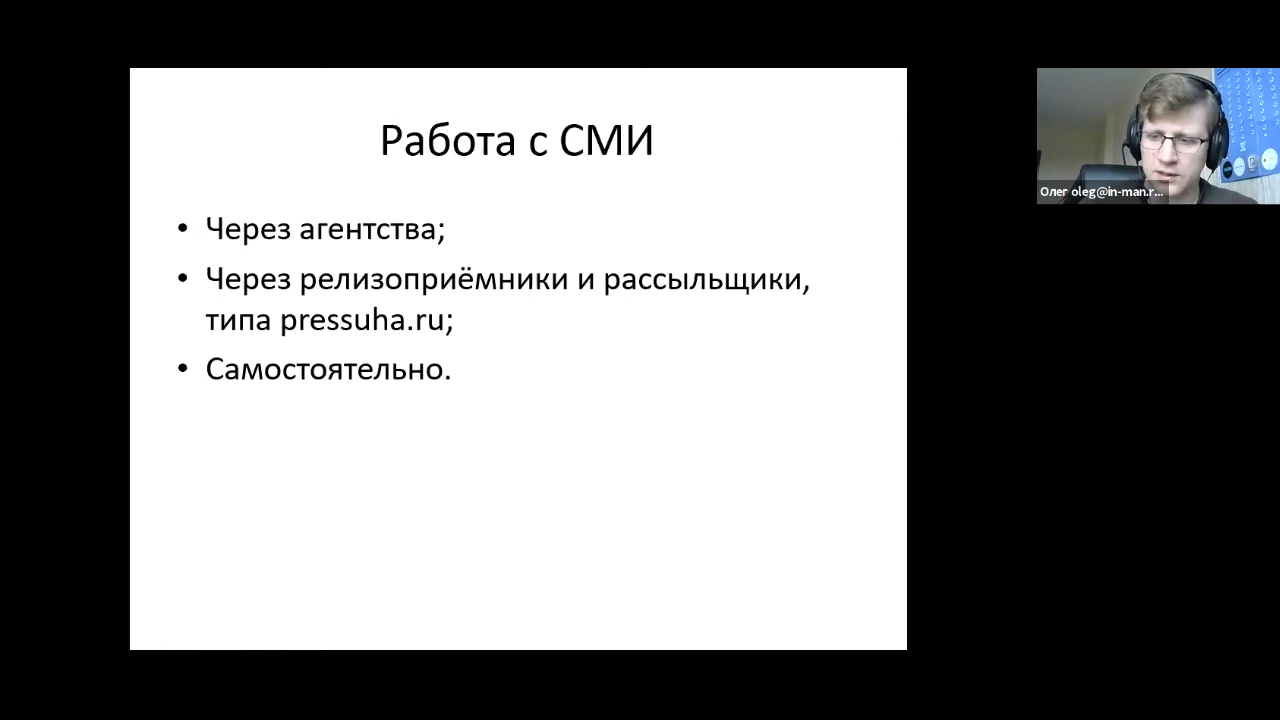 Работа с СМИ
• Через агентства;
• Через релизоприёмники и рассыльщики,
типа pressuha.ru;
• Самостоятельно.
Олег oleg@in-man.r...